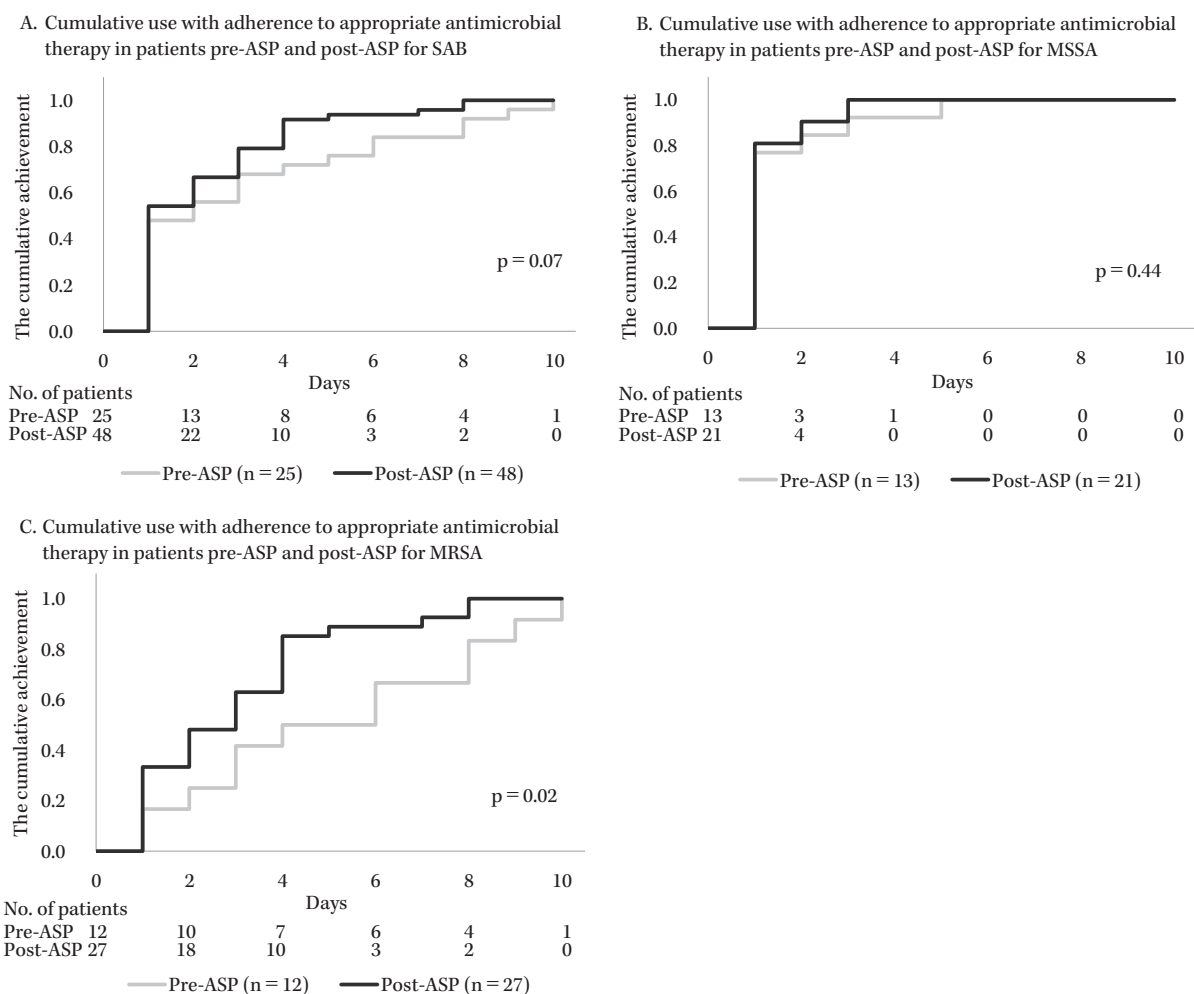 A. Cumulative use with adherence to appropriate antimicrobial
therapy in patients pre-ASP and post-ASP for SAB
The cumulative achievement
1.0
0.8
0.6
0.4
0.2
0.0
p = 0.07
0 2 4 6 8 10
Days
No. of patients
Pre-ASP 25 13 8 6 4 1
Post-ASP 48 22 10 3 2 0
Pre-ASP (n = 25) Post-ASP (n = 48)
B. Cumulative use with adherence to appropriate antimicrobial
therapy in patients pre-ASP and post-ASP for MSSA
The cumulative achievement
1.0
0.8
0.6
0.4
0.2
0.0
p = 0.44
0 2 4 6 8 10
Days
No. of patients
Pre-ASP 13 3 1 0 0 0
Post-ASP 21 4 0 0 0 0
Pre-ASP (n = 13) Post-ASP (n = 21)
C. Cumulative use with adherence to appropriate antimicrobial
therapy in patients pre-ASP and post-ASP for MRSA
The cumulative achievement
1.0
0.8
0.6
0.4
0.2
0.0
p = 0.02
0 2 4 6 8 10
Days
No. of patients
Pre-ASP 12 10 7 6 4 1
Post-ASP 27 18 10 3 2 0
Pre-ASP (n = 12) Post-ASP (n = 27)